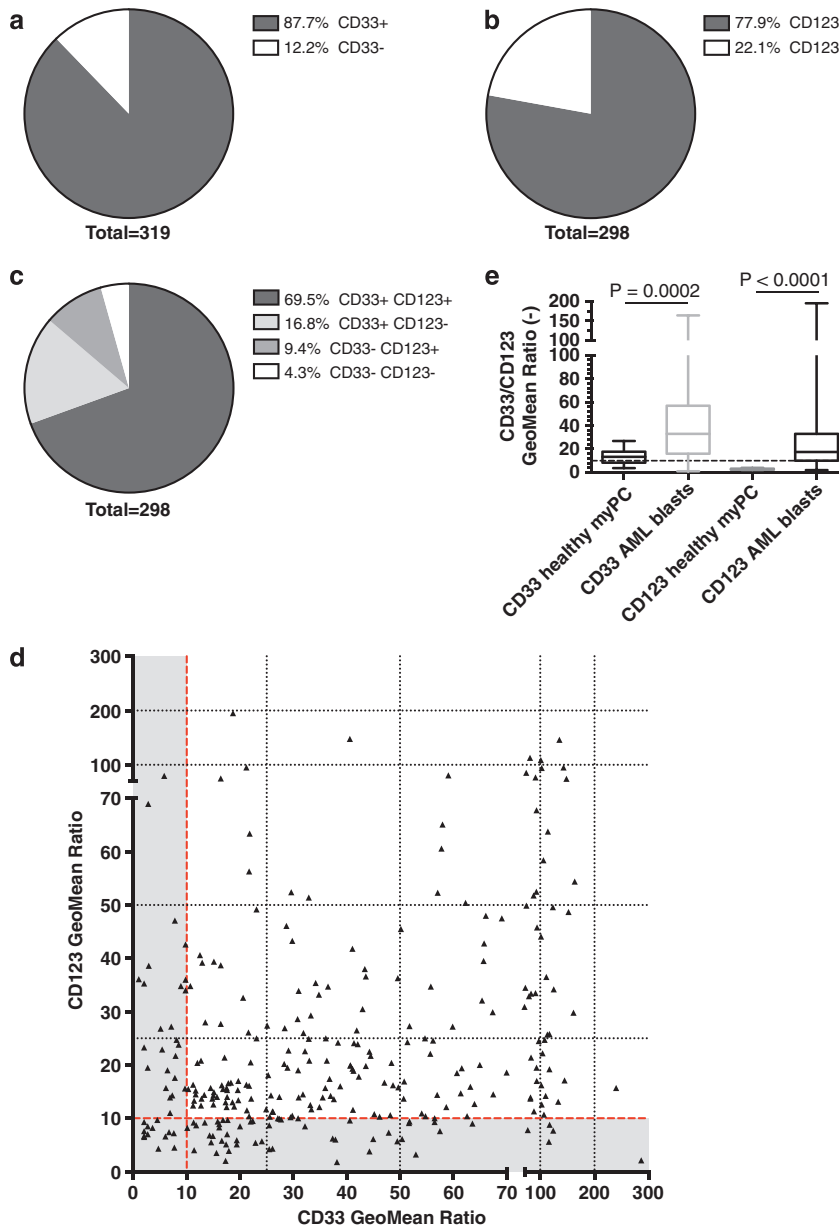 a
87.7% CD33+
12.2% CD33-
Total=319
b
77.9% CD123
22.1% CD123
Total=298
c
69.5% CD33+ CD123+
16.8% CD33+ CD123-
9.4% CD33- CD123+
4.3% CD33- CD123-
Total=298
e
P = 0.0002
P < 0.0001
CD33/CD123
GeoMean Ratio (-)
200
150
100
100
80
60
40
20
0
CD33 healthy myPC
CD33 AML blasts
CD123 healthy myPC
CD123 AML blasts
d
CD123 GeoMean Ratio
300
200
100
70
60
50
40
30
20
10
0
0 10 20 30 40 50 60 70 100 200 300
CD33 GeoMean Ratio